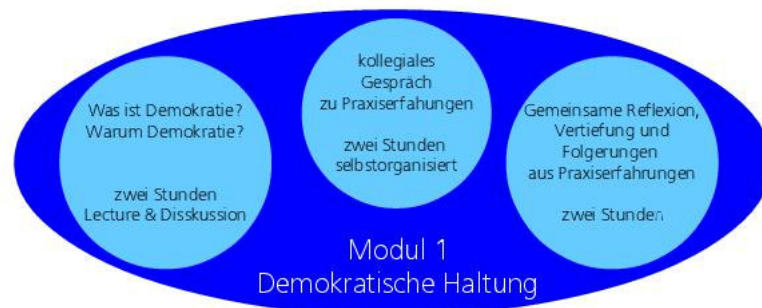 Was ist Demokratie?
Warum Demokratie?
zwei Stunden
Lecture & Disskussion
kollegiales
Gespräch
zu Praxiserfahungen
zwei Stunden
selbstorganisiert
Gemeinsame Reflexion,
Vertiefung und
Folgerungen
aus Praxiserfahrungen
zwei Stunden
Modul 1
Demokratische Haltung